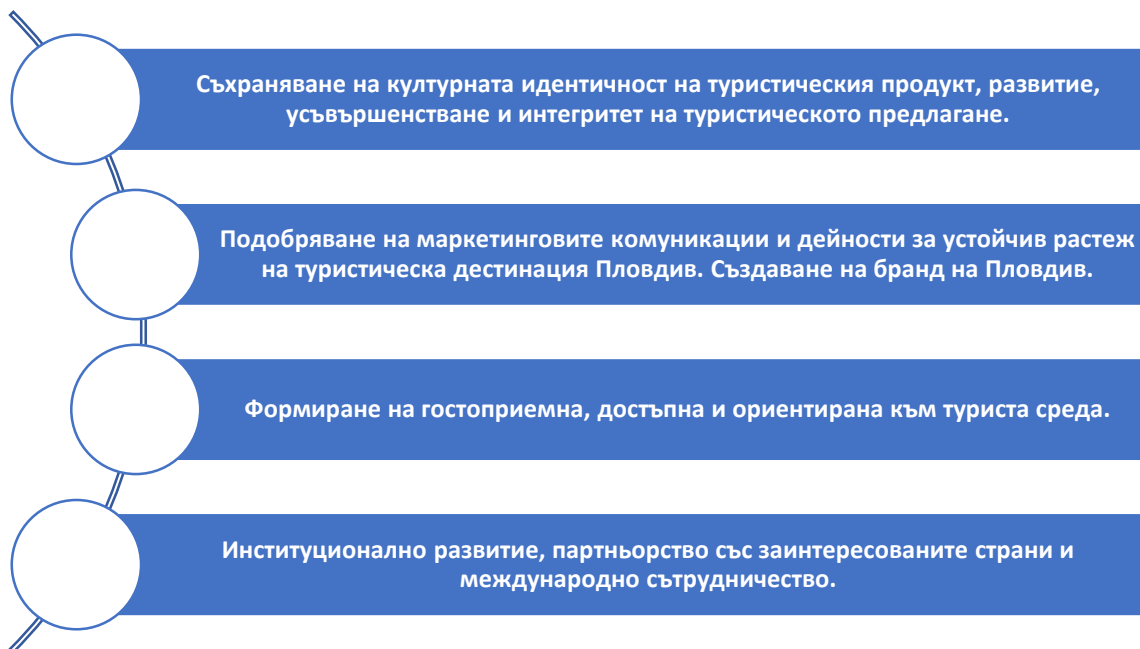 Съхраняване на културната идентичност на туристическия продукт, развитие,
усъвършенстване и интегритет на туристическото предлагане.
Подобряване на маркетинговите комуникации и дейности за устойчив растеж
на туристическа дестинация Пловдив. Създаване на бранд на Пловдив.
Формиране на гостоприемна, достъпна и ориентирана към туриста среда.
Институционално развитие, партньорство със заинтересованите страни и
международно сътрудничество.